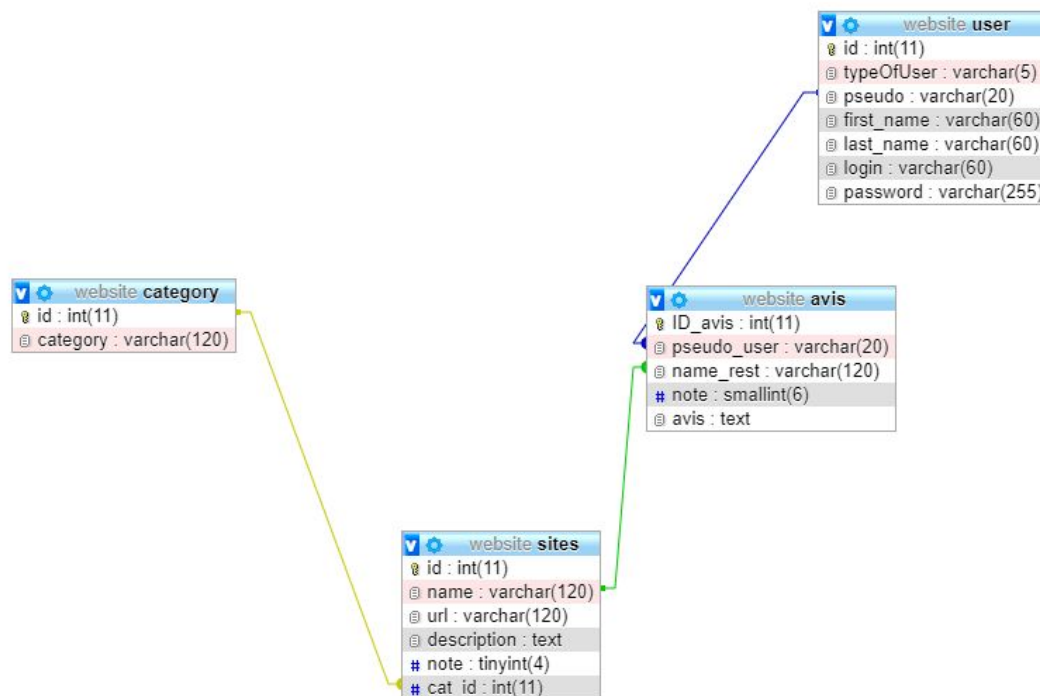 website user
id : int(11)
typeOfUser : varchar(5)
pseudo : varchar(20)
first_name : varchar(60)
last_name : varchar(60)
login : varchar(60)
password : varchar(255)
website category
id : int(11)
category : varchar(120)
website avis
ID_avis : int(11)
pseudo_user : varchar(20)
name_rest : varchar(120)
# note : smallint(6)
avis : text
website sites
id : int(11)
name : varchar(120)
url : varchar(120)
description : text
# note : tinyint(4)
# cat_id : int(11)